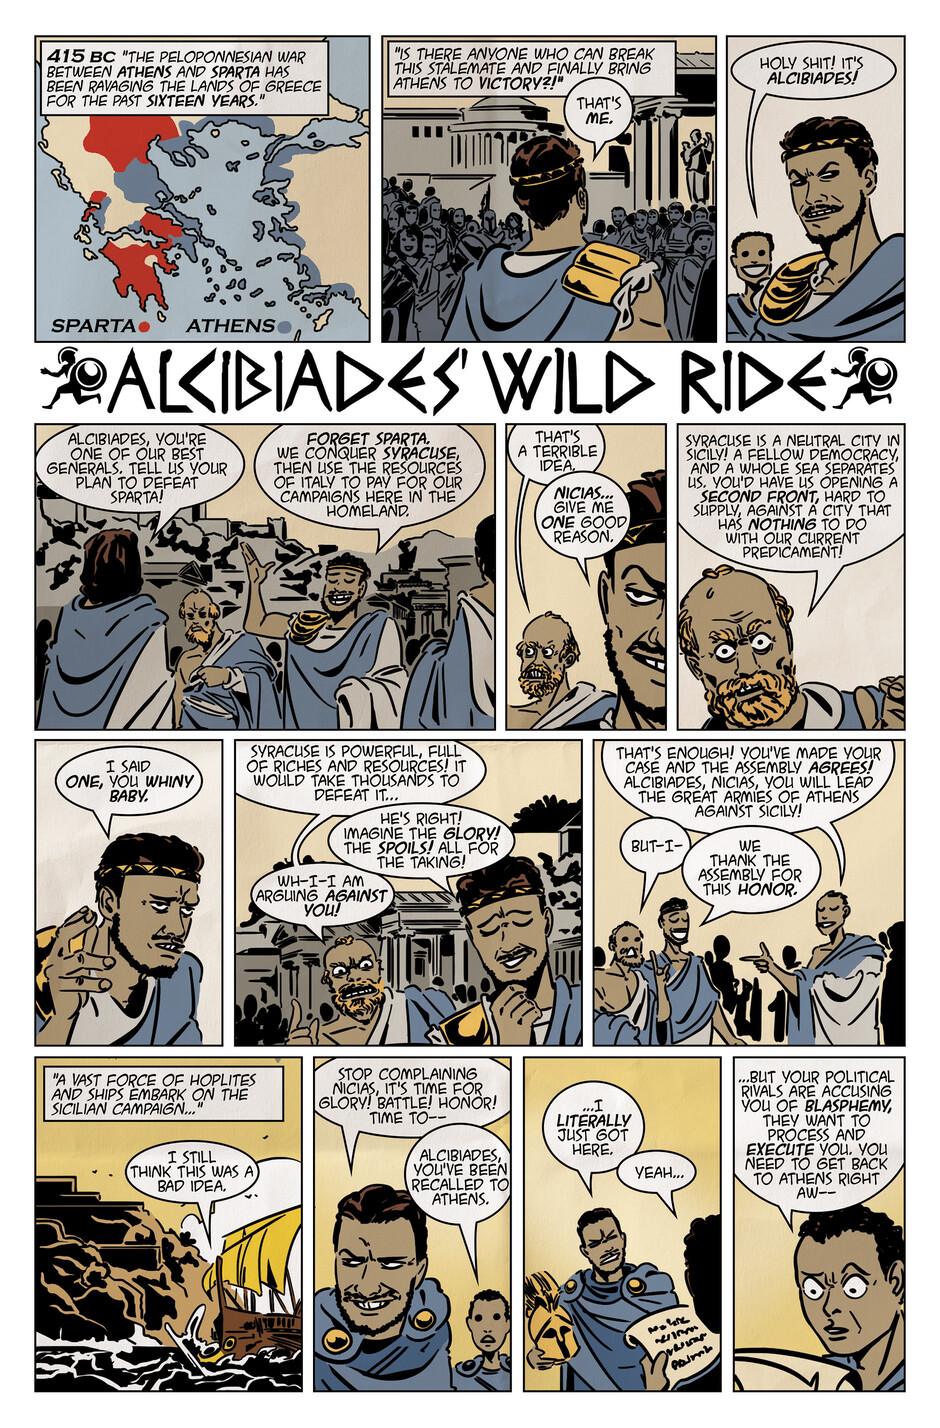 415 BC "THE PELOPONNESIAN WAR
BETWEEN ATHENS AND SPARTA HAS
BEEN RAVAGING THE LANDS OF GREECE
FOR THE PAST SIXTEEN YEARS."
SPARTA
ATHENS
"IS THERE ANYONE WHO CAN BREAK
THIS STALEMATE AND FINALLY BRING
ATHENS TO VICTORY?!"
THAT'S
ME.
HOLY SHIT! IT'S
ALCIBIADES!
ALCIBIADES' WILD RIDE
ALCIBIADES, YOU'RE
ONE OF OUR BEST
GENERALS. TELL US YOUR
PLAN TO DEFEAT
SPARTA!
FORGET SPARTA.
WE CONQUER SYRACUSE,
THEN USE THE RESOURCES
OF ITALY TO PAY FOR OUR
CAMPAIGNS HERE IN THE
HOMELAND.
THAT'S
A TERRIBLE
IDEA.
NICIAS...
GIVE ME
ONE GOOD
REASON.
SYRACUSE IS A NEUTRAL CITY IN
SICILY! A FELLOW DEMOCRACY,
AND A WHOLE SEA SEPARATES
US. YOU'D HAVE US OPENING A
SECOND FRONT, HARD TO
SUPPLY, AGAINST A CITY THAT
HAS NOTHING TO DO
WITH OUR CURRENT
PREDICAMENT!
I SAID
ONE, YOU WHINY
BABY.
SYRACUSE IS POWERFUL, FULL
OF RICHES AND RESOURCES! IT
WOULD TAKE THOUSANDS TO
DEFEAT IT...
HE'S RIGHT!
IMAGINE THE GLORY!
THE SPOILS! ALL FOR
THE TAKING!
WH-I-I AM
ARGUING AGAINST
YOU!
THAT'S ENOUGH! YOU'VE MADE YOUR
CASE AND THE ASSEMBLY AGREES!
ALCIBIADES, NICIAS, YOU WILL LEAD
THE GREAT ARMIES OF ATHENS
AGAINST SICILY!
BUT-I-
WE
THANK THE
ASSEMBLY FOR
THIS HONOR.
"A VAST FORCE OF HOPLITES
AND SHIPS EMBARK ON THE
SICILIAN CAMPAIGN..."
I STILL
THINK THIS WAS A
BAD IDEA.
STOP COMPLAINING
NICIAS, IT'S TIME FOR
GLORY! BATTLE! HONOR!
TIME TO--
ALCIBIADES,
YOU'VE BEEN
RECALLED TO
ATHENS.
...I
LITERALLY
JUST GOT
HERE.
YEAH...
...BUT YOUR POLITICAL
RIVALS ARE ACCUSING
YOU OF BLASPHEMY,
THEY WANT TO
PROCESS AND
EXECUTE YOU. YOU
NEED TO GET BACK
TO ATHENS RIGHT
AW--